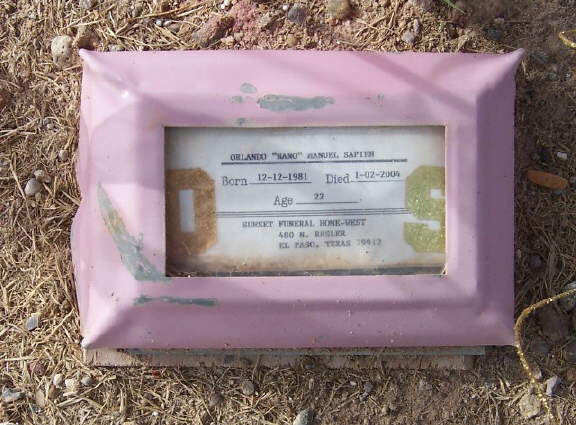 ORLANDO "NANO" MANUEL SAPIEN
Born 12-12-1981 Died 1-02-2004
Age 22
SUNSET FUNERAL HOME-WEST
480 N. RESLER
EL PASO, TEXAS 79912
O S